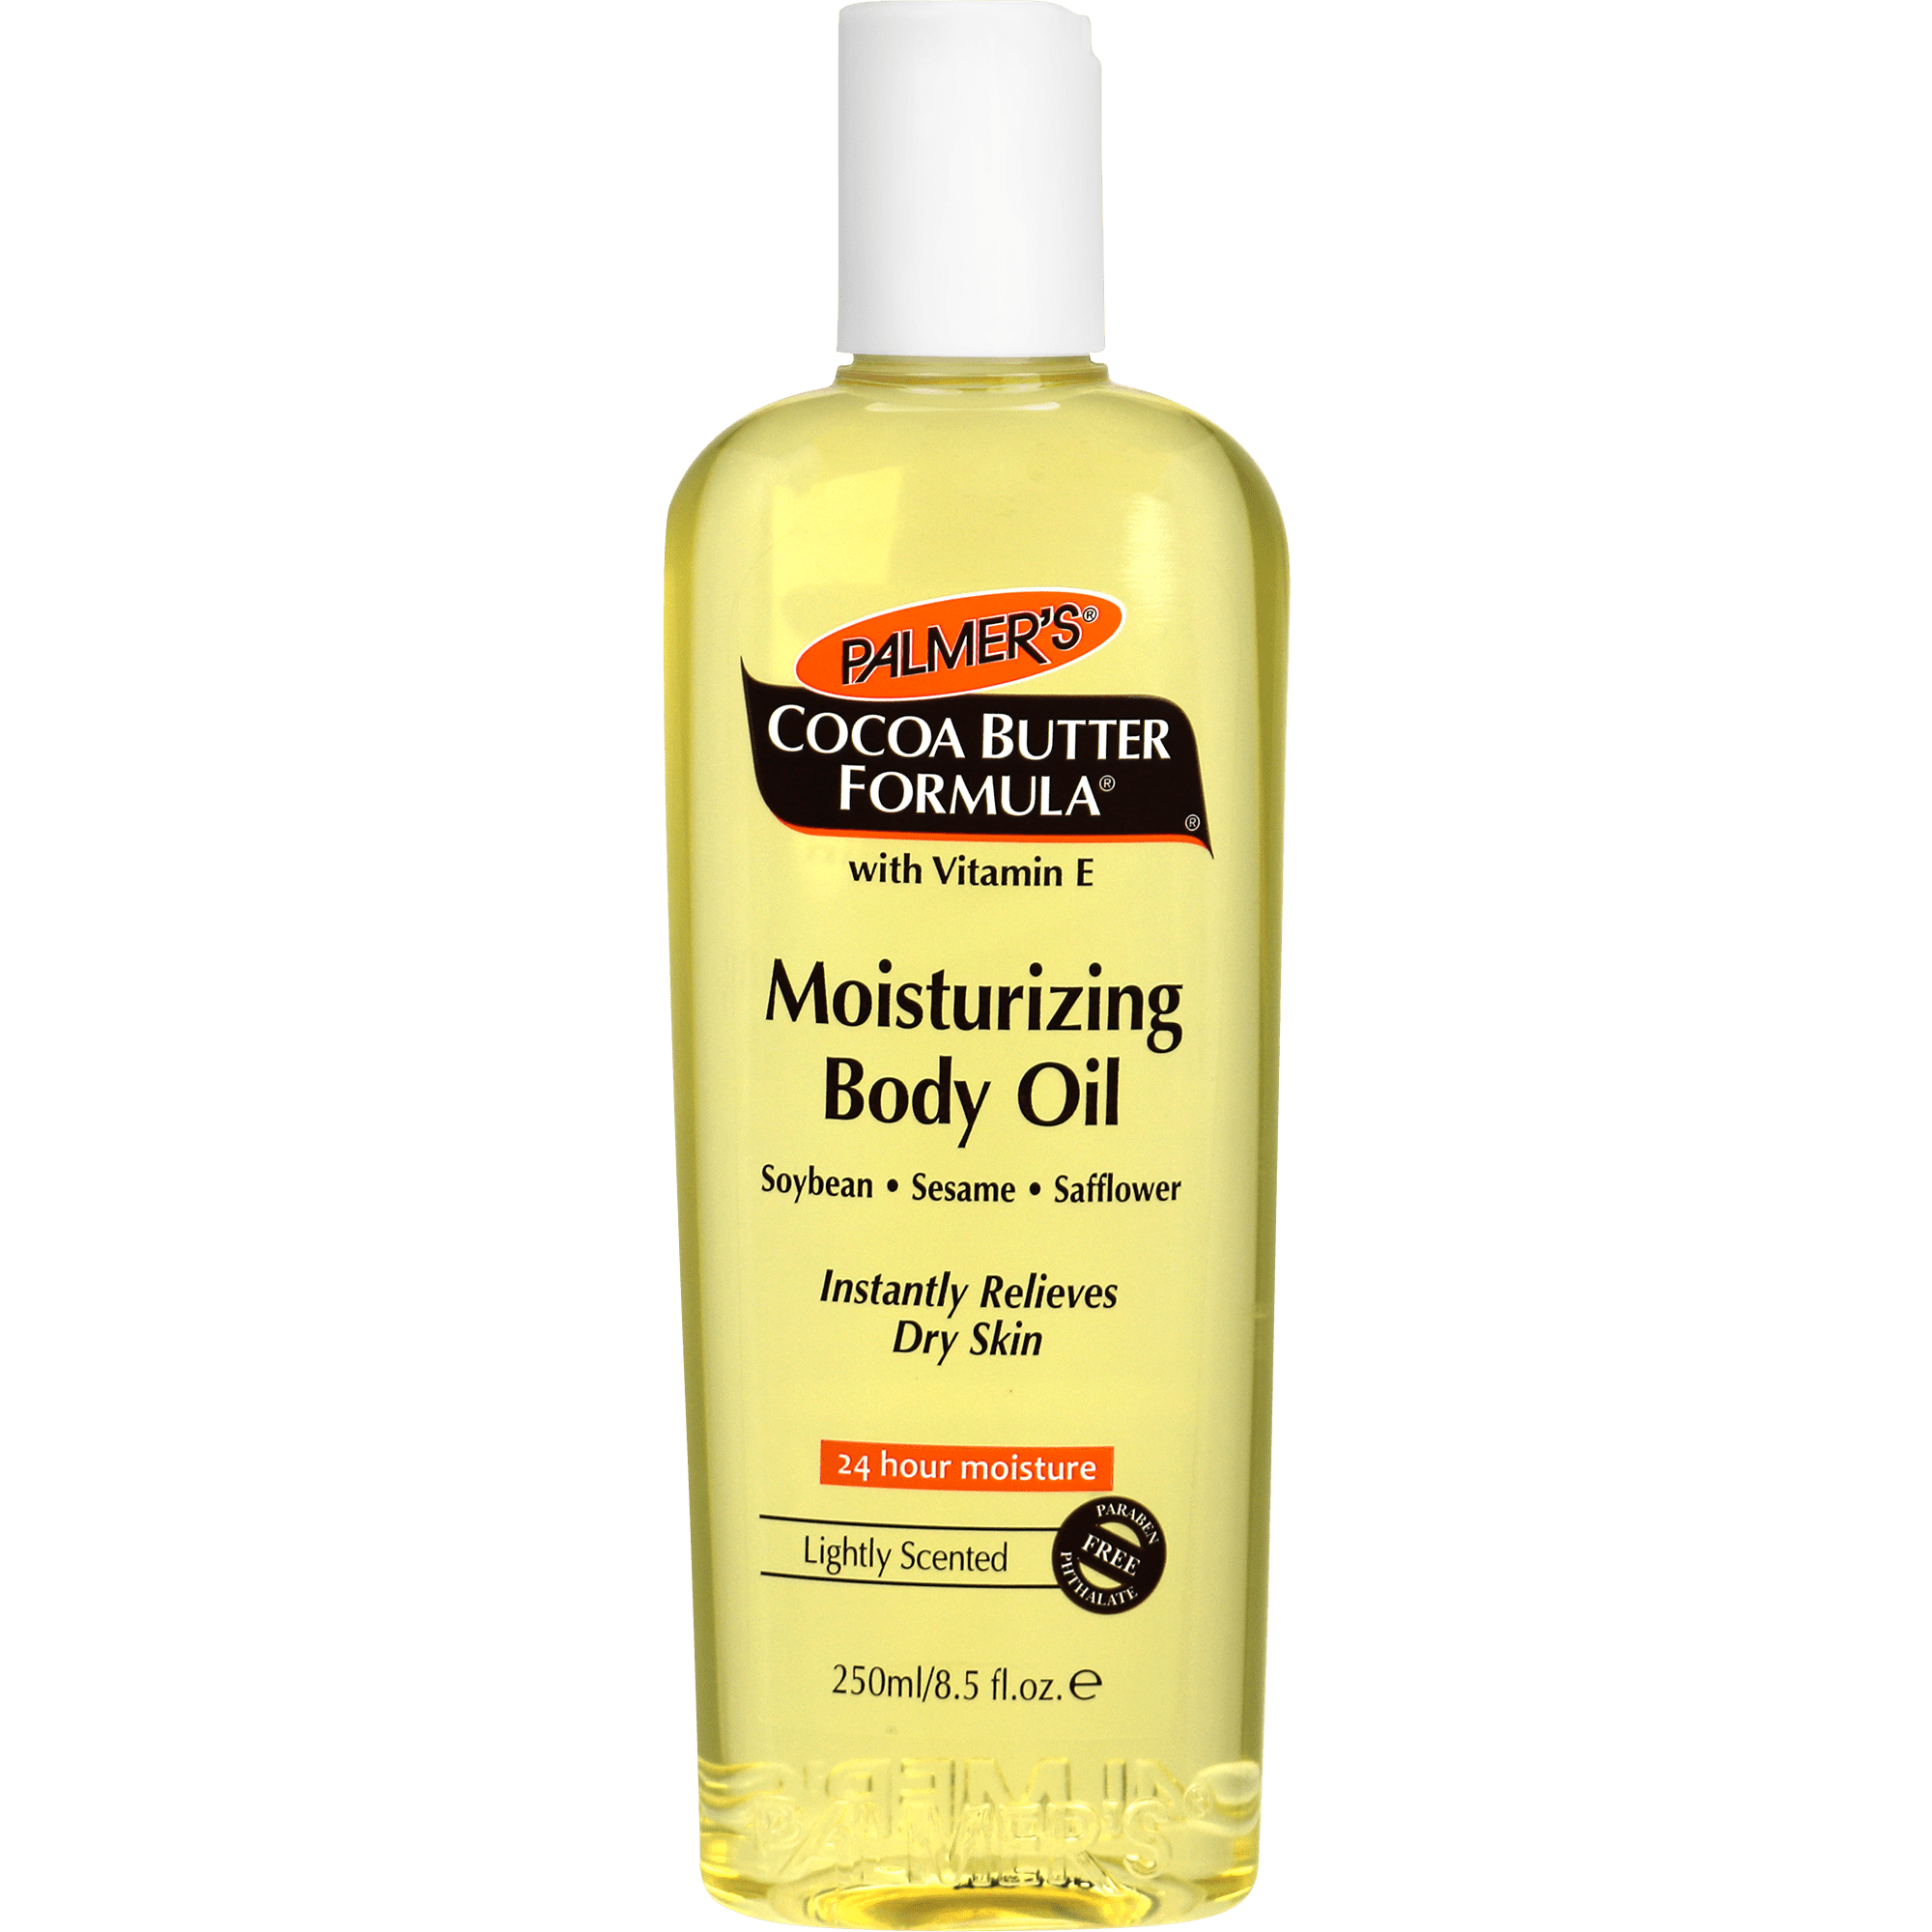 PALMER'S®
COCOA BUTTER
FORMULA®
®
with Vitamin E
Moisturizing
Body Oil
Soybean • Sesame • Safflower
Instantly Relieves
Dry Skin
24 hour moisture
Lightly Scented
PARABEN
FREE
PHTHALATE
250ml/8.5 fl.oz. ℮
PALMER'S®